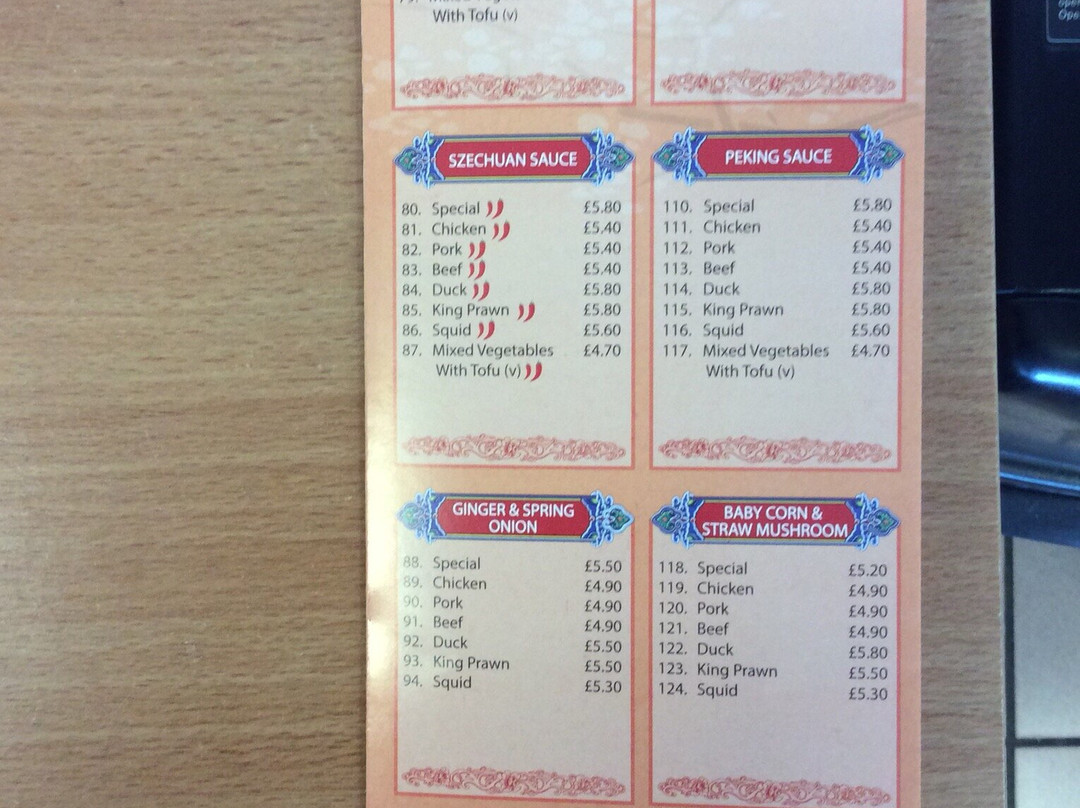 With Tofu (v)
SZECHUAN SAUCE
80. Special £5.80
81. Chicken £5.40
82. Pork £5.40
83. Beef £5.40
84. Duck £5.80
85. King Prawn £5.80
86. Squid £5.60
87. Mixed Vegetables £4.70
With Tofu (v)
PEKING SAUCE
110. Special £5.80
111. Chicken £5.40
112. Pork £5.40
113. Beef £5.40
114. Duck £5.80
115. King Prawn £5.80
116. Squid £5.60
117. Mixed Vegetables £4.70
With Tofu (v)
GINGER & SPRING
ONION
88. Special £5.50
89. Chicken £4.90
90. Pork £4.90
91. Beef £4.90
92. Duck £5.50
93. King Prawn £5.50
94. Squid £5.30
BABY CORN &
STRAW MUSHROOM
118. Special £5.20
119. Chicken £4.90
120. Pork £4.90
121. Beef £4.90
122. Duck £5.80
123. King Prawn £5.50
124. Squid £5.30